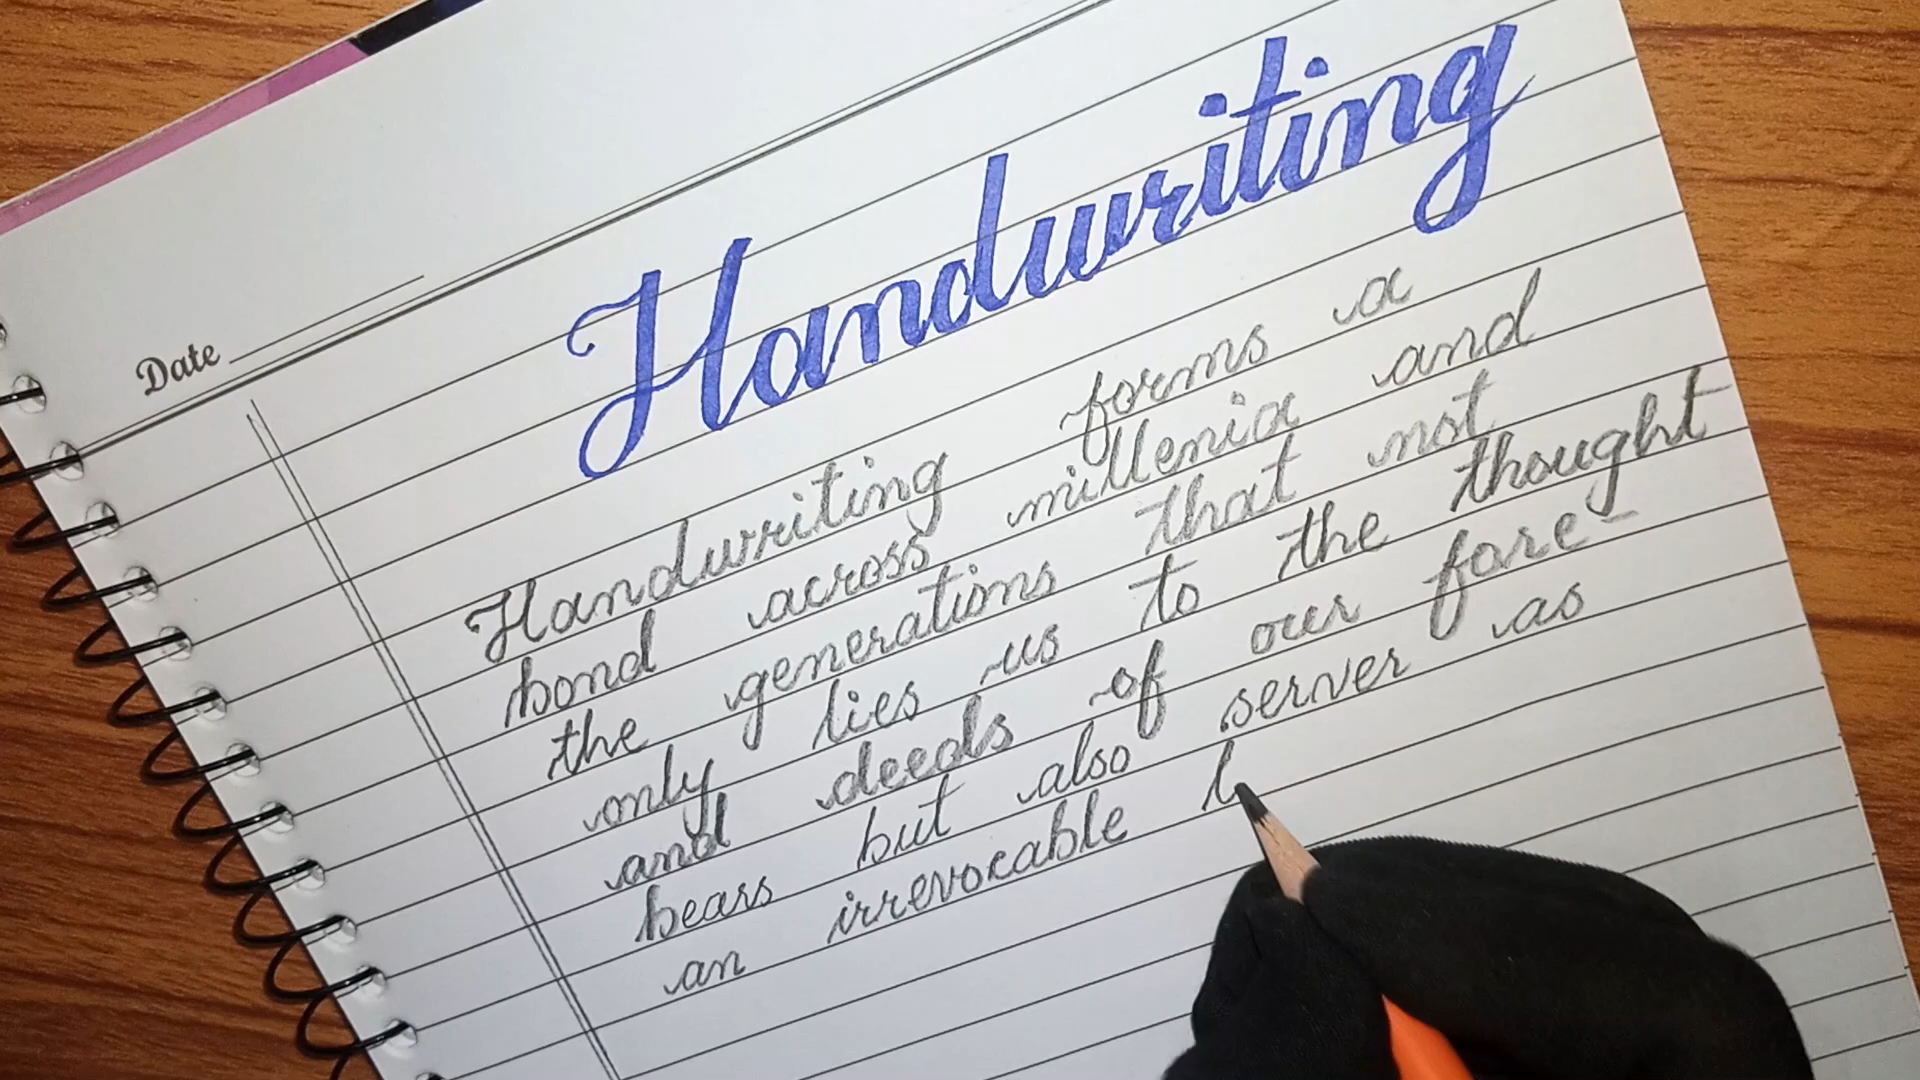 Handwriting
Date
Handwriting forms a
bond across millenia and
the generations that not
only ties us to the thought
and deeds of our fore-
bears but also server as
an irrevocable l